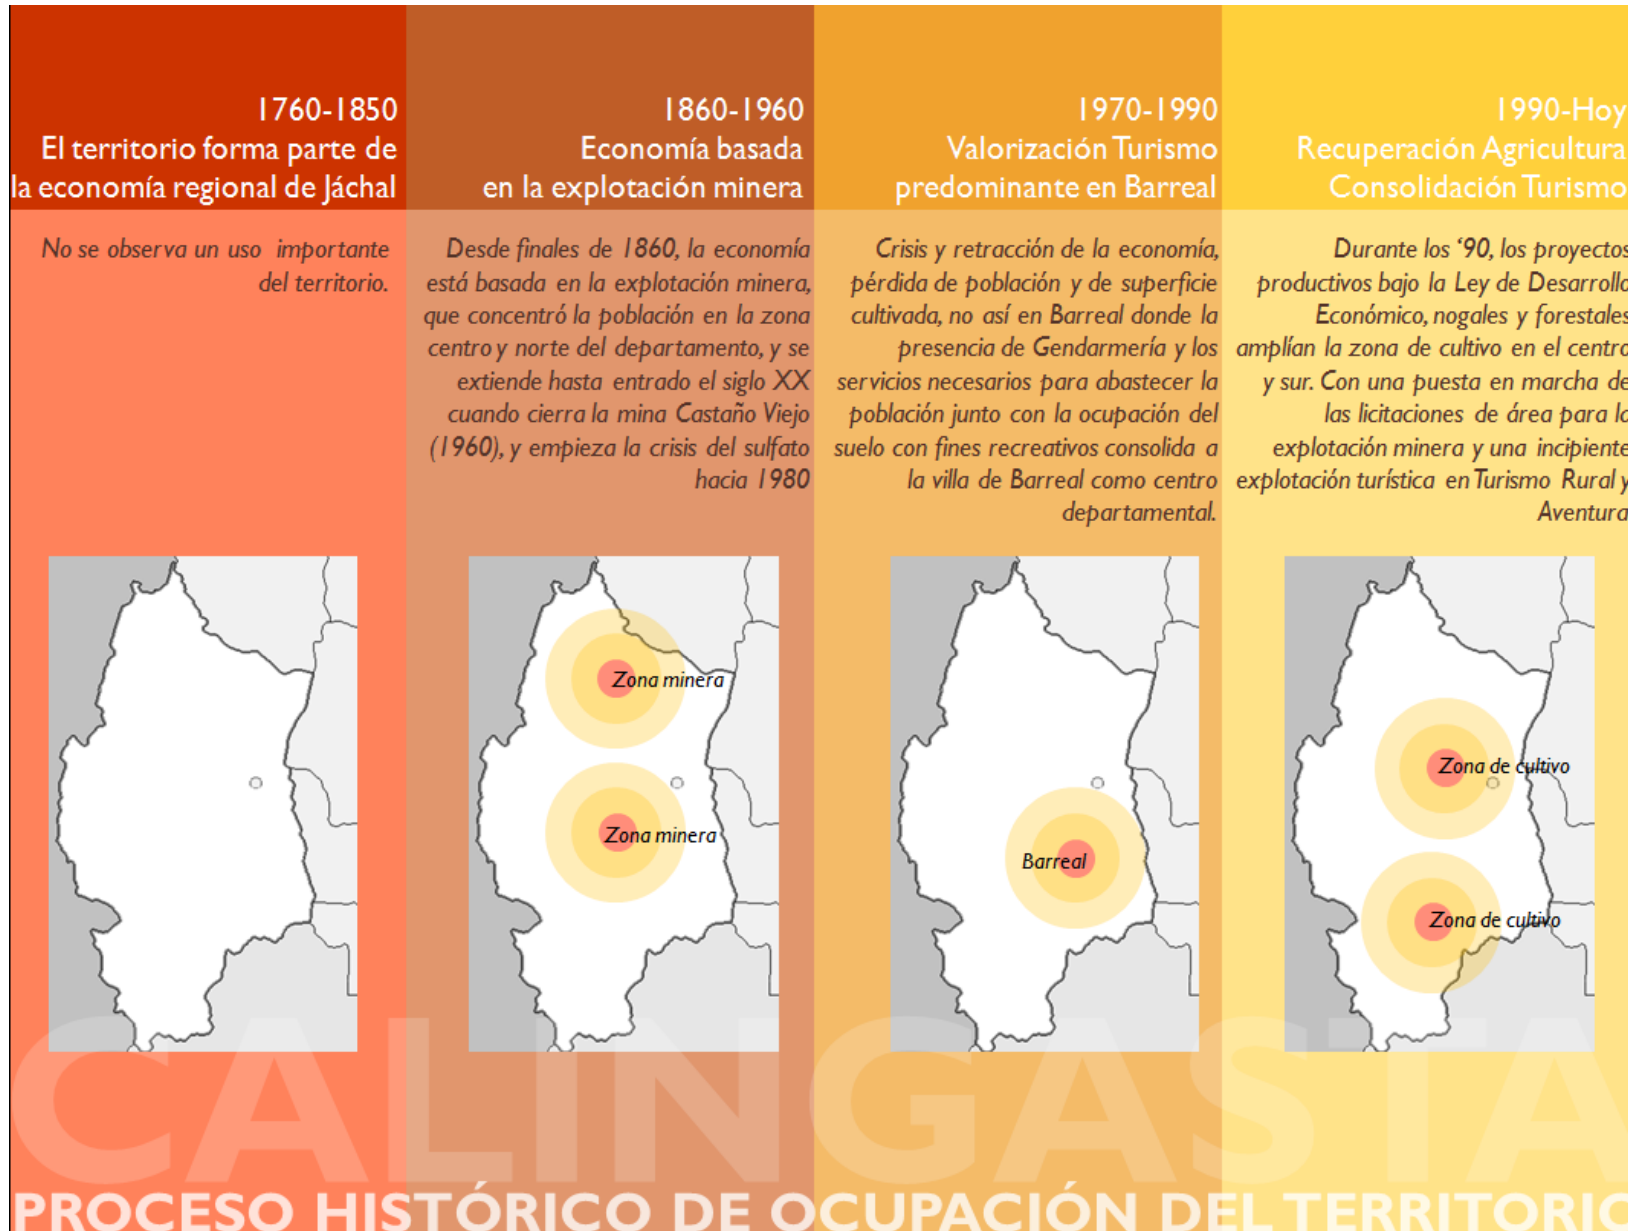 1760-1850
El territorio forma parte de
la economía regional de Jáchal
No se observa un uso importante
del territorio.
1860-1960
Economía basada
en la explotación minera
Desde finales de 1860, la economía
está basada en la explotación minera,
que concentró la población en la zona
centro y norte del departamento, y se
extiende hasta entrado el siglo XX
cuando cierra la mina Castaño Viejo
(1960), y empieza la crisis del sulfato
hacia 1980
Zona minera
Zona minera
1970-1990
Valorización Turismo
predominante en Barreal
Crisis y retracción de la economía,
pérdida de población y de superficie
cultivada, no así en Barreal donde la
presencia de Gendarmería y los
servicios necesarios para abastecer la
población junto con la ocupación del
suelo con fines recreativos consolida a
la villa de Barreal como centro
departamental.
Barreal
1990-Hoy
Recuperación Agricultura
Consolidación Turismo
Durante los ‘90, los proyectos
productivos bajo la Ley de Desarrollo
Económico, nogales y forestales
amplían la zona de cultivo en el centro
y sur. Con una puesta en marcha de
las licitaciones de área para la
explotación minera y una incipiente
explotación turística en Turismo Rural y
Aventura
Zona de cultivo
Zona de cultivo
CALINGASTA
PROCESO HISTÓRICO DE OCUPACIÓN DEL TERRITORIO